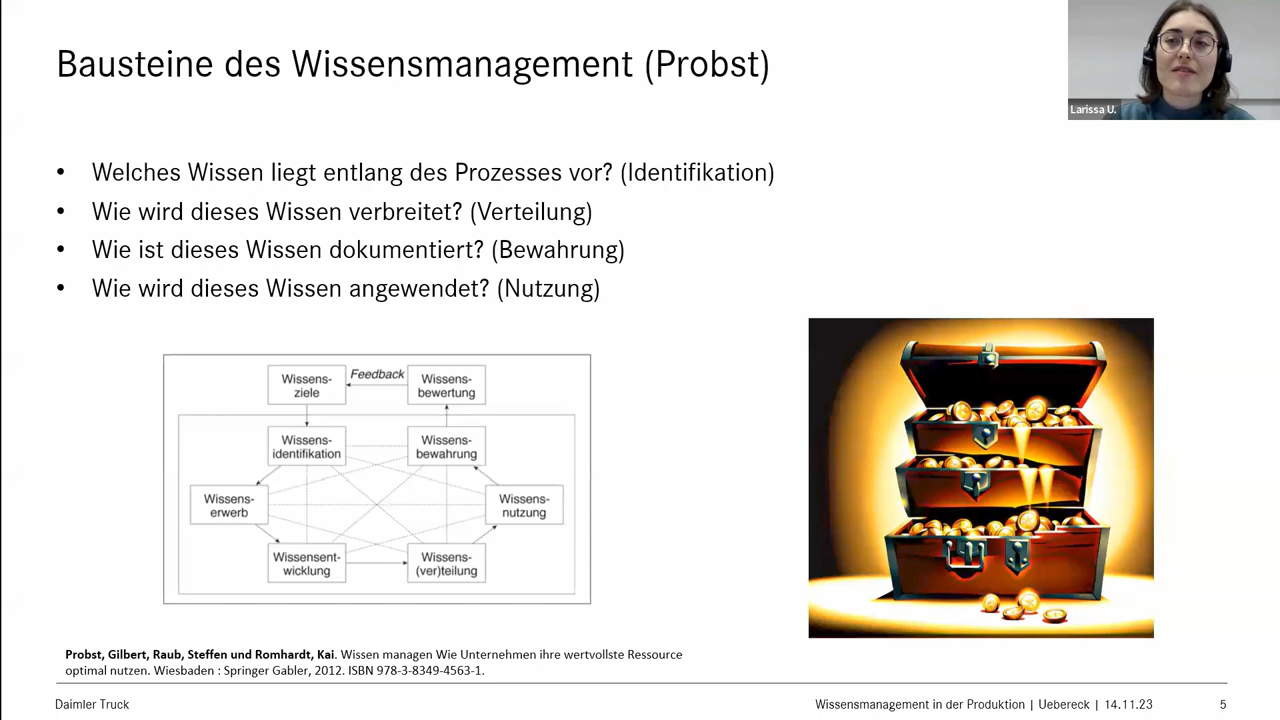 Bausteine des Wissensmanagement (Probst)
Larissa U.
• Welches Wissen liegt entlang des Prozesses vor? (Identifikation)
• Wie wird dieses Wissen verbreitet? (Verteilung)
• Wie ist dieses Wissen dokumentiert? (Bewahrung)
• Wie wird dieses Wissen angewendet? (Nutzung)
Wissens-
ziele
Feedback
Wissens-
bewertung
Wissens-
identifikation
Wissens-
bewahrung
Wissens-
erwerb
Wissens-
nutzung
Wissensent-
wicklung
Wissens-
(ver)teilung
Probst, Gilbert, Raub, Steffen und Romhardt, Kai. Wissen managen Wie Unternehmen ihre wertvollste Ressource
optimal nutzen. Wiesbaden : Springer Gabler, 2012. ISBN 978-3-8349-4563-1.
Daimler Truck
Wissensmanagement in der Produktion | Uebereck | 14.11.23
5